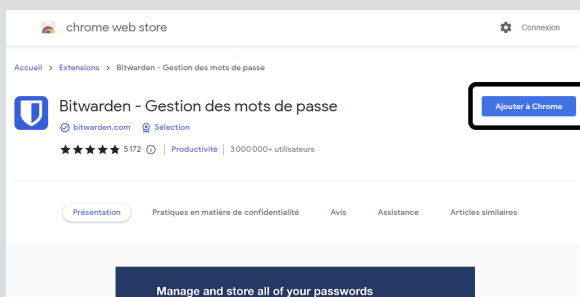 chrome web store
Connexion
Accueil > Extensions > Bitwarden - Gestion des mots de passe
Bitwarden - Gestion des mots de passe
Ajouter à Chrome
bitwarden.com Sélection
★★★★★ 5 172 | Productivité | 3 000 000+ utilisateurs
Présentation Pratiques en matière de confidentialité Avis Assistance Articles similaires
Manage and store all of your passwords